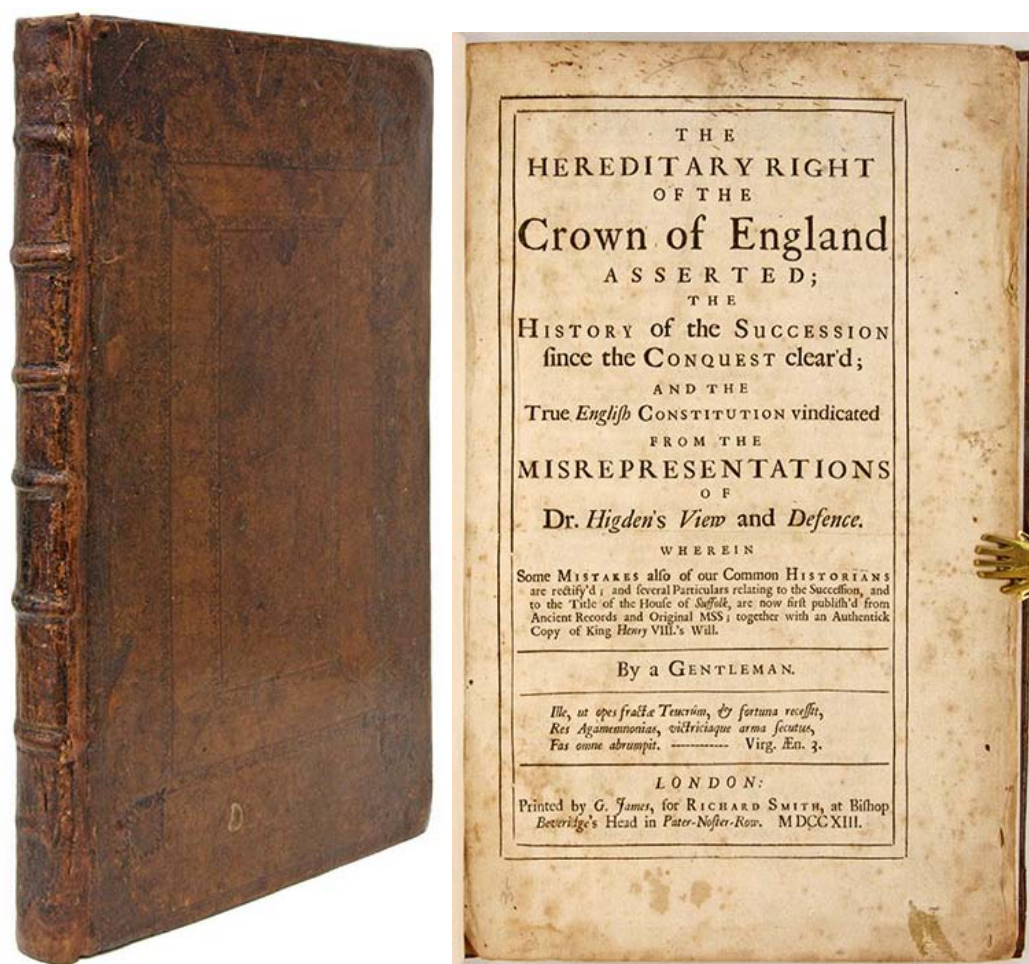 THE
HEREDITARY RIGHT
OF THE
Crown of England
ASSERTED;
THE
HISTORY of the SUCCESSION
ſince the CONQUEST clear'd;
AND THE
True Engliſh CONSTITUTION vindicated
FROM THE
MISREPRESENTATIONS
OF
Dr. Higden's View and Defence.
WHEREIN
Some MISTAKES alſo of our Common HISTORIANS
are rectify'd; and ſeveral Particulars relating to the Succeſſion, and
to the Title of the Houſe of Suffolk, are now firſt publiſh'd from
Ancient Records and Original MSS; together with an Authentick
Copy of King Henry VIII.'s Will.
By a GENTLEMAN.
Ille, ut opes fractæ Teucrûm, & fortuna receſſit,
Res Agamemnonias, victriciaque arma ſecutus,
Fas omne abrumpit. ------------ Virg. Æn. 3.
LONDON:
Printed by G. James, for RICHARD SMITH, at Biſhop
Beveridge's Head in Pater-Noſter-Row. MDCCXIII.
D